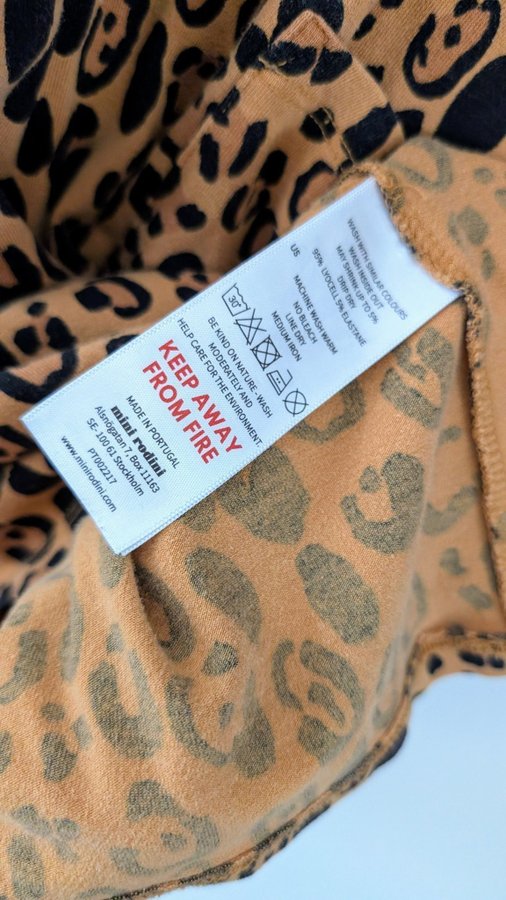 WASH WITH SIMILAR COLOURS
WASH INSIDE OUT
MAY SHRINK UP TO 5%
DRIP DRY
95% LYOCELL 5% ELASTANE
US
MACHINE WASH WARM
NO BLEACH
LINE DRY
MEDIUM IRON
30°
BE KIND ON NATURE - WASH
MODERATELY AND
HELP CARE FOR THE ENVIRONMENT.
KEEP AWAY
FROM FIRE
MADE IN PORTUGAL
mini rodini
Alsnögatan 7, Box 11163
SE- 100 61 Stockholm
PT002217
www.minirodini.com